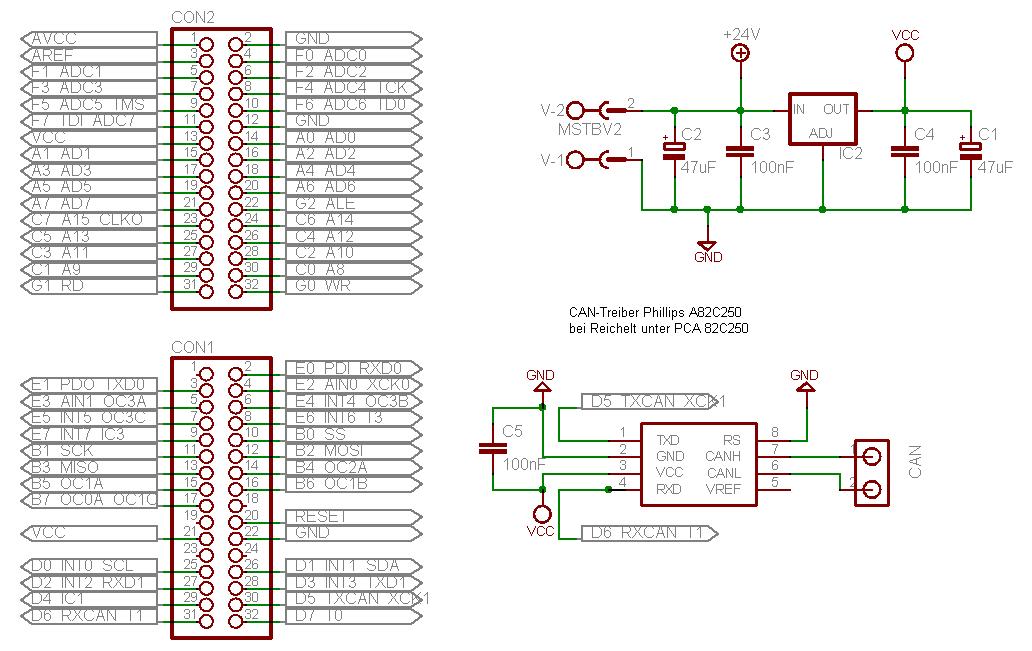 CON2
AVCC 1 2 GND
AREF 3 4 F0 ADC0
F1 ADC1 5 6 F2 ADC2
F3 ADC3 7 8 F4 ADC4 TCK
F5 ADC5 TMS 9 10 F6 ADC6 TDO
F7 TDI ADC7 11 12 GND
VCC 13 14 A0 AD0
A1 AD1 15 16 A2 AD2
A3 AD3 17 18 A4 AD4
A5 AD5 19 20 A6 AD6
A7 AD7 21 22 G2 ALE
C7 A15 CLKO 23 24 C6 A14
C5 A13 25 26 C4 A12
C3 A11 27 28 C2 A10
C1 A9 29 30 C0 A8
G1 RD 31 32 G0 WR
+24V
VCC
V-2 2
MSTBV2
V-1 1
IN OUT
ADJ
IC2
C2
47uF
C3
100nF
C4
100nF
C1
47uF
GND
CAN-Treiber Phillips A82C250
bei Reichelt unter PCA 82C250
CON1
1 2 E0 PDI RXD0
E1 PDO TXD0 3 4 E2 AIN0 XCK0
E3 AIN1 OC3A 5 6 E4 INT4 OC3B
E5 INT5 OC3C 7 8 E6 INT6 T3
E7 INT7 IC3 9 10 B0 SS
B1 SCK 11 12 B2 MOSI
B3 MISO 13 14 B4 OC2A
B5 OC1A 15 16 B6 OC1B
B7 OC0A OC1C 17 18
19 20 RESET
VCC 21 22 GND
23 24
D0 INT0 SCL 25 26 D1 INT1 SDA
D2 INT2 RXD1 27 28 D3 INT3 TXD1
D4 IC1 29 30 D5 TXCAN XCK1
D6 RXCAN T1 31 32 D7 T0
GND
GND
D5 TXCAN XCK1
C5
100nF
1 TXD RS 8
2 GND CANH 7
3 VCC CANL 6
4 RXD VREF 5
1
2
CAN
VCC
D6 RXCAN T1